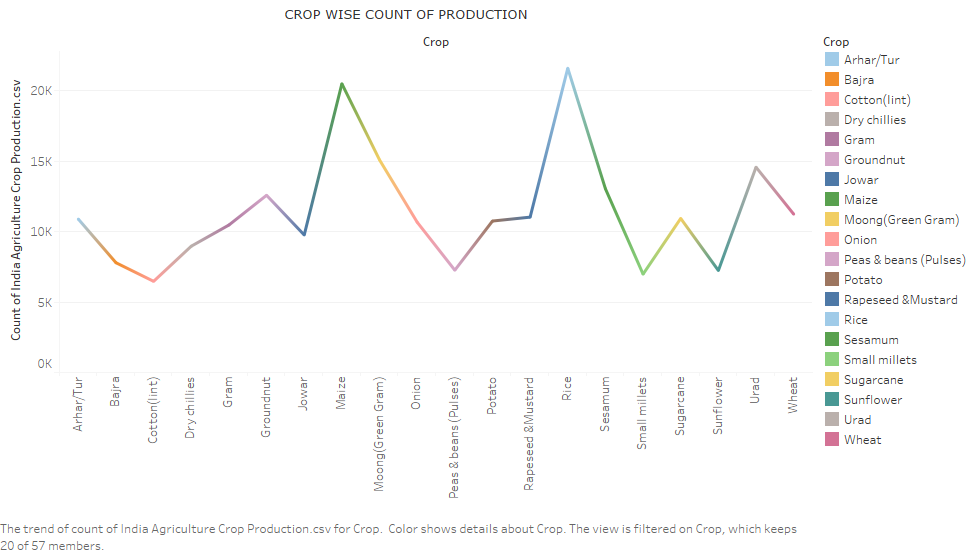 CROP WISE COUNT OF PRODUCTION
Crop
Count of India Agriculture Crop Production.csv
20K
15K
10K
5K
0K
Arhar/Tur
Bajra
Cotton(lint)
Dry chillies
Gram
Groundnut
Jowar
Maize
Moong(Green Gram)
Onion
Peas & beans (Pulses)
Potato
Rapeseed &Mustard
Rice
Sesamum
Small millets
Sugarcane
Sunflower
Urad
Wheat
Crop
Arhar/Tur
Bajra
Cotton(lint)
Dry chillies
Gram
Groundnut
Jowar
Maize
Moong(Green Gram)
Onion
Peas & beans (Pulses)
Potato
Rapeseed &Mustard
Rice
Sesamum
Small millets
Sugarcane
Sunflower
Urad
Wheat
The trend of count of India Agriculture Crop Production.csv for Crop. Color shows details about Crop. The view is filtered on Crop, which keeps
20 of 57 members.